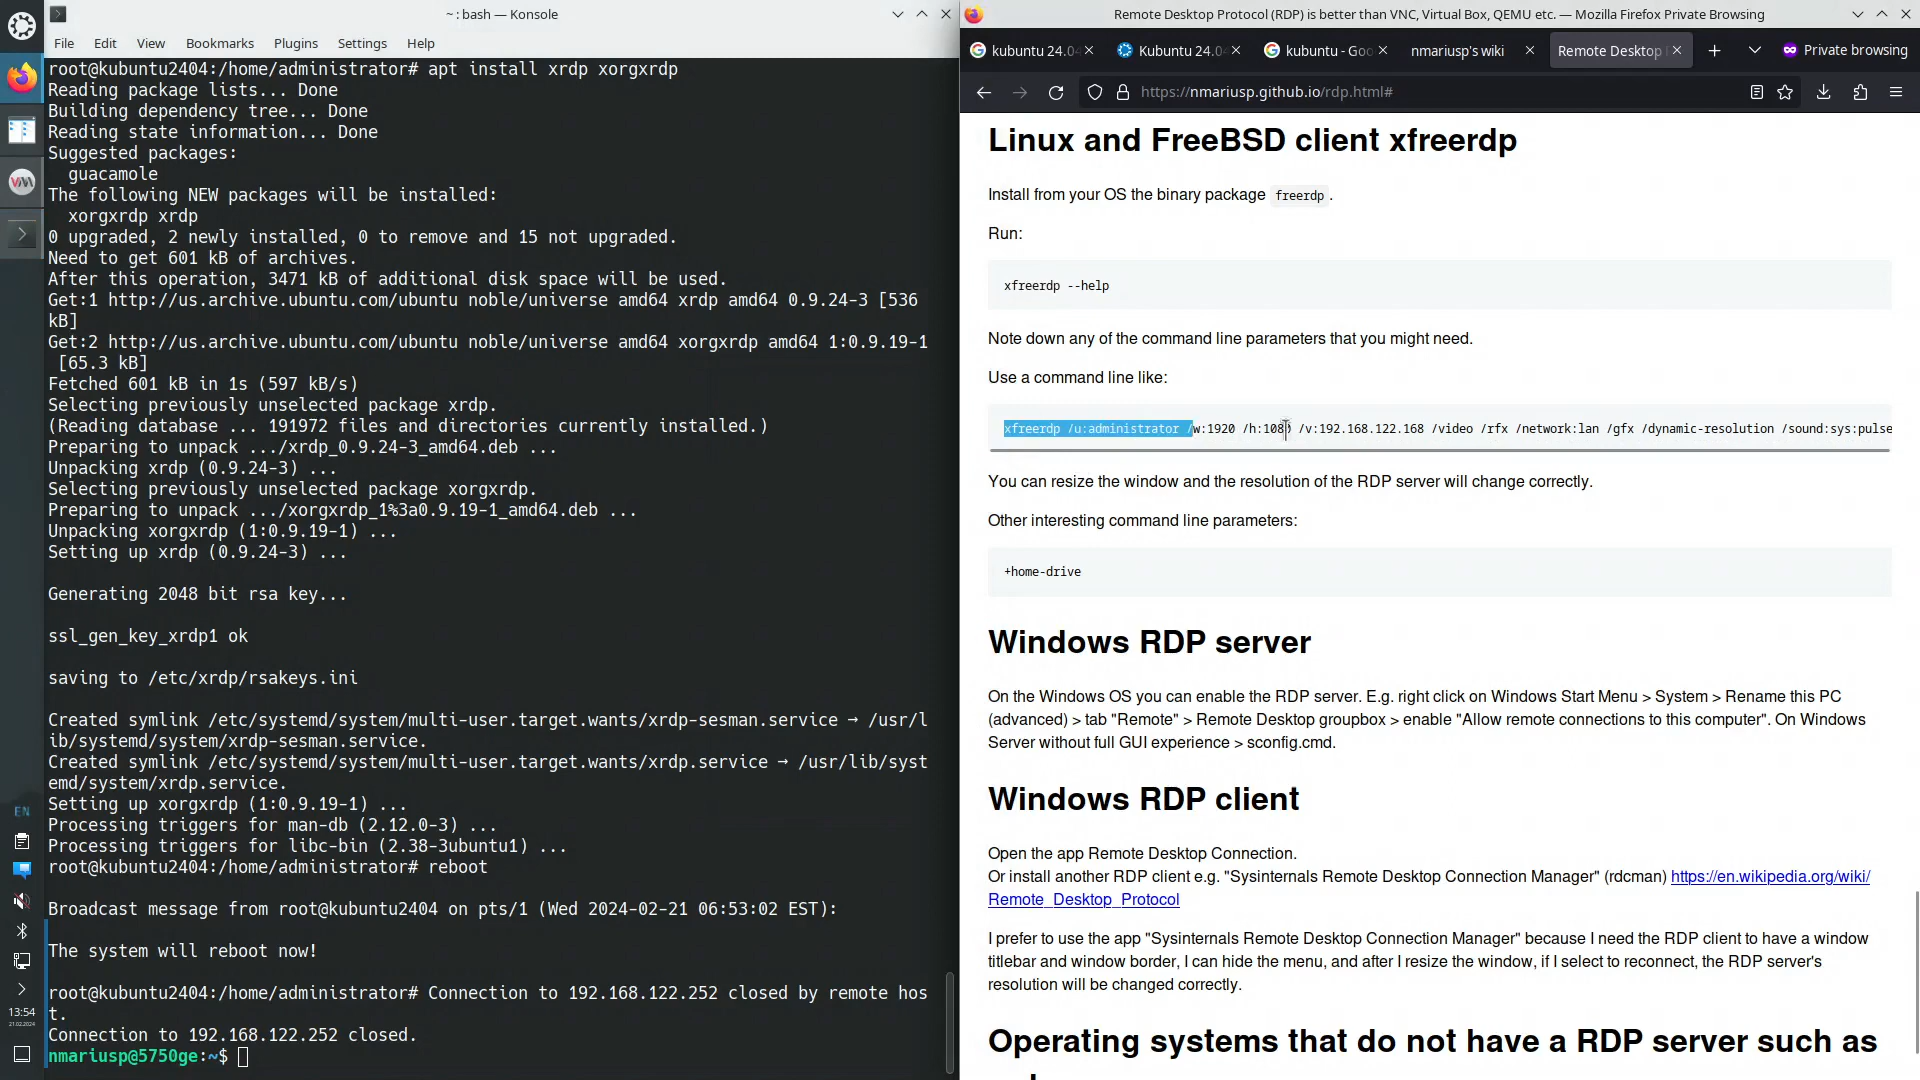 ~ : bash — Konsole
File Edit View Bookmarks Plugins Settings Help
root@kubuntu2404:/home/administrator# apt install xrdp xorgxrdp
Reading package lists... Done
Building dependency tree... Done
Reading state information... Done
Suggested packages:
guacamole
The following NEW packages will be installed:
xorgxrdp xrdp
0 upgraded, 2 newly installed, 0 to remove and 15 not upgraded.
Need to get 601 kB of archives.
After this operation, 3471 kB of additional disk space will be used.
Get:1 http://us.archive.ubuntu.com/ubuntu noble/universe amd64 xrdp amd64 0.9.24-3 [536
kB]
Get:2 http://us.archive.ubuntu.com/ubuntu noble/universe amd64 xorgxrdp amd64 1:0.9.19-1
[65.3 kB]
Fetched 601 kB in 1s (597 kB/s)
Selecting previously unselected package xrdp.
(Reading database ... 191972 files and directories currently installed.)
Preparing to unpack .../xrdp_0.9.24-3_amd64.deb ...
Unpacking xrdp (0.9.24-3) ...
Selecting previously unselected package xorgxrdp.
Preparing to unpack .../xorgxrdp_1%3a0.9.19-1_amd64.deb ...
Unpacking xorgxrdp (1:0.9.19-1) ...
Setting up xrdp (0.9.24-3) ...
Generating 2048 bit rsa key...
ssl_gen_key_xrdp1 ok
saving to /etc/xrdp/rsakeys.ini
Created symlink /etc/systemd/system/multi-user.target.wants/xrdp-sesman.service → /usr/l
ib/systemd/system/xrdp-sesman.service.
Created symlink /etc/systemd/system/multi-user.target.wants/xrdp.service → /usr/lib/syst
emd/system/xrdp.service.
Setting up xorgxrdp (1:0.9.19-1) ...
Processing triggers for man-db (2.12.0-3) ...
Processing triggers for libc-bin (2.38-3ubuntu1) ...
root@kubuntu2404:/home/administrator# reboot
Broadcast message from root@kubuntu2404 on pts/1 (Wed 2024-02-21 06:53:02 EST):
The system will reboot now!
root@kubuntu2404:/home/administrator# Connection to 192.168.122.252 closed by remote hos
t.
Connection to 192.168.122.252 closed.
nmariusp@5750ge:~$
EN
13:54
21.02.2024
Remote Desktop Protocol (RDP) is better than VNC, Virtual Box, QEMU etc. — Mozilla Firefox Private Browsing
kubuntu 24.04 Kubuntu 24.04 kubuntu - Goo nmariusp's wiki Remote Desktop Private browsing
https://nmariusp.github.io/rdp.html#
Linux and FreeBSD client xfreerdp
Install from your OS the binary package freerdp .
Run:
xfreerdp --help
Note down any of the command line parameters that you might need.
Use a command line like:
xfreerdp /u:administrator /w:1920 /h:1080 /v:192.168.122.168 /video /rfx /network:lan /gfx /dynamic-resolution /sound:sys:pulse
You can resize the window and the resolution of the RDP server will change correctly.
Other interesting command line parameters:
+home-drive
Windows RDP server
On the Windows OS you can enable the RDP server. E.g. right click on Windows Start Menu > System > Rename this PC
(advanced) > tab "Remote" > Remote Desktop groupbox > enable "Allow remote connections to this computer". On Windows
Server without full GUI experience > sconfig.cmd.
Windows RDP client
Open the app Remote Desktop Connection.
Or install another RDP client e.g. "Sysinternals Remote Desktop Connection Manager" (rdcman) https://en.wikipedia.org/wiki/
Remote_Desktop_Protocol
I prefer to use the app "Sysinternals Remote Desktop Connection Manager" because I need the RDP client to have a window
titlebar and window border, I can hide the menu, and after I resize the window, if I select to reconnect, the RDP server's
resolution will be changed correctly.
Operating systems that do not have a RDP server such as